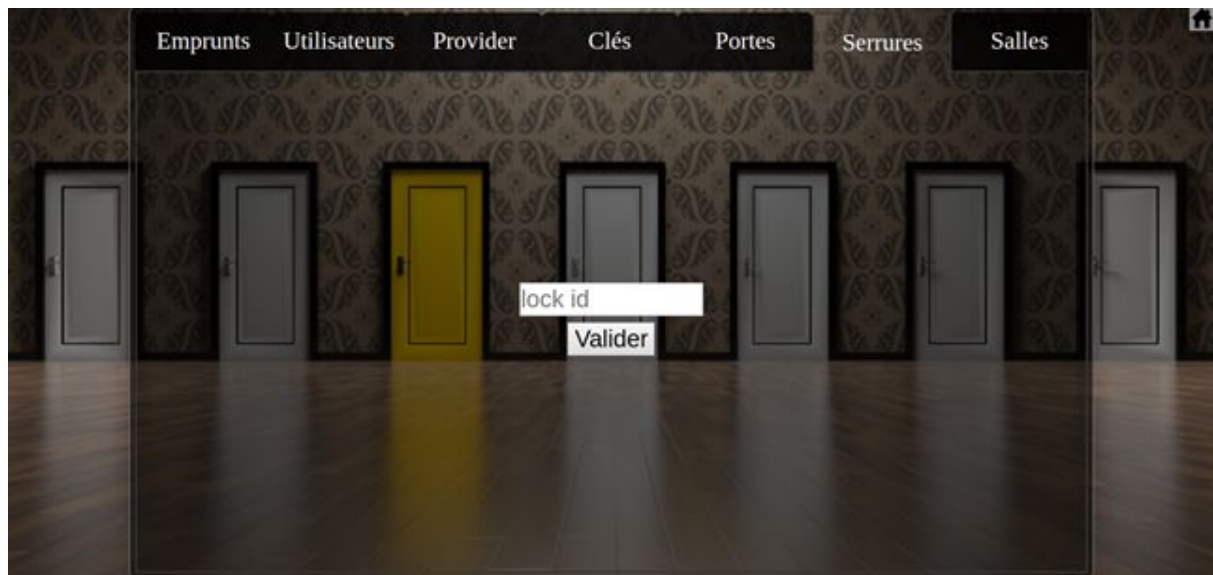 Emprunts Utilisateurs Provider Clés Portes Serrures Salles
lock id
Valider